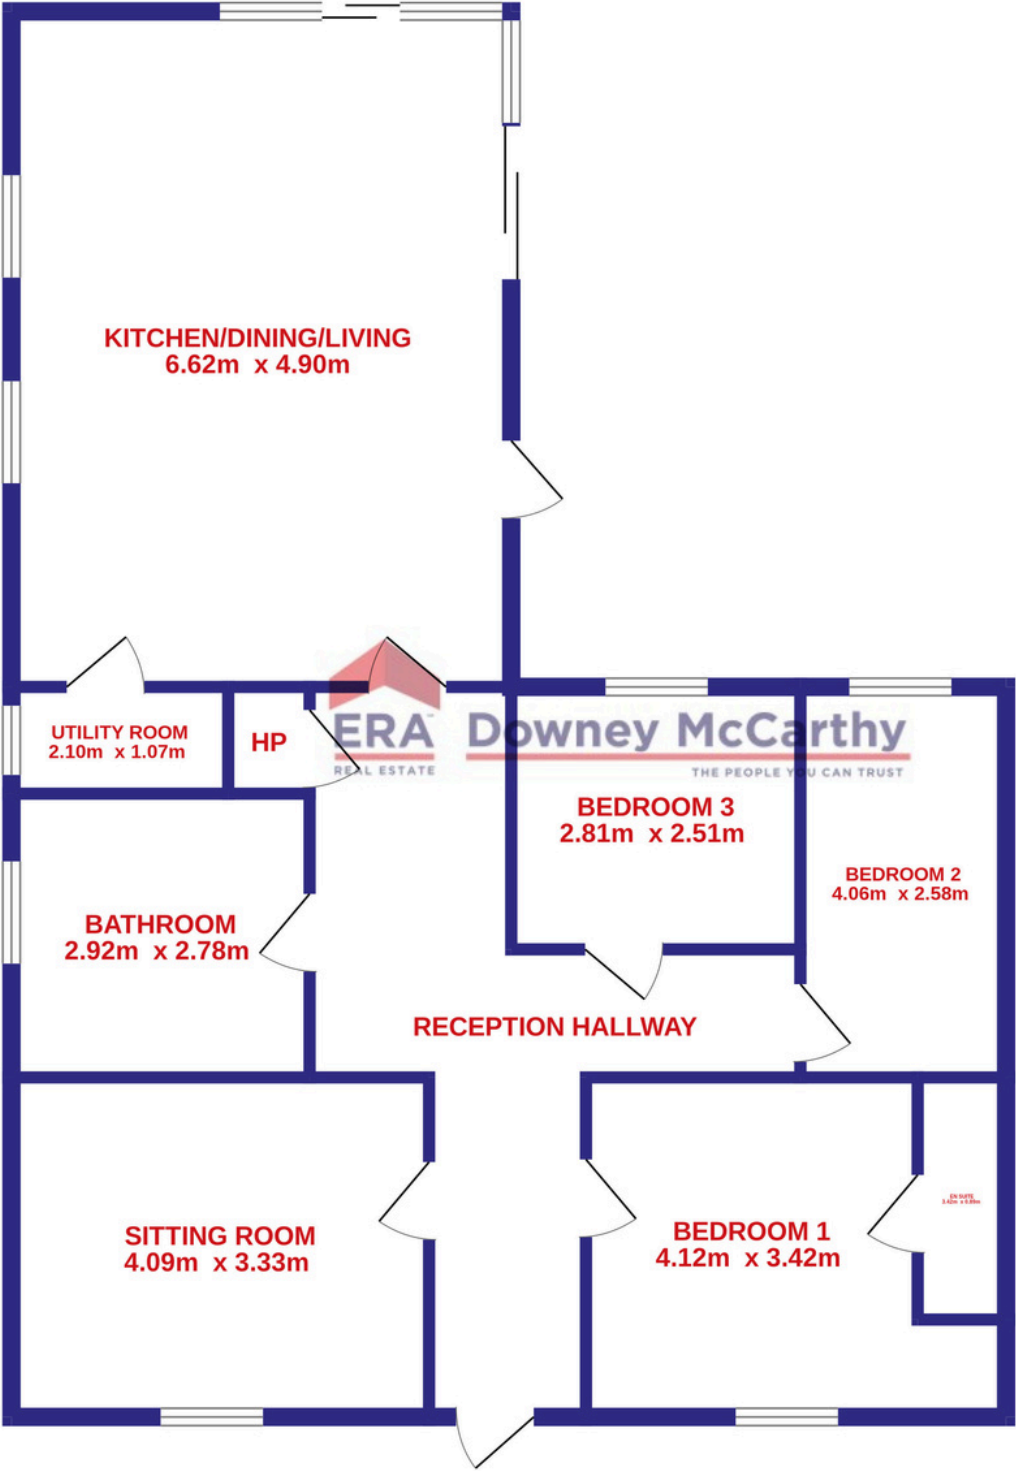 KITCHEN/DINING/LIVING
6.62m x 4.90m
UTILITY ROOM
2.10m x 1.07m
HP
ERA
REAL ESTATE
Downey McCarthy
THE PEOPLE YOU CAN TRUST
BEDROOM 3
2.81m x 2.51m
BEDROOM 2
4.06m x 2.58m
BATHROOM
2.92m x 2.78m
RECEPTION HALLWAY
EN SUITE
SITTING ROOM
4.09m x 3.33m
BEDROOM 1
4.12m x 3.42m